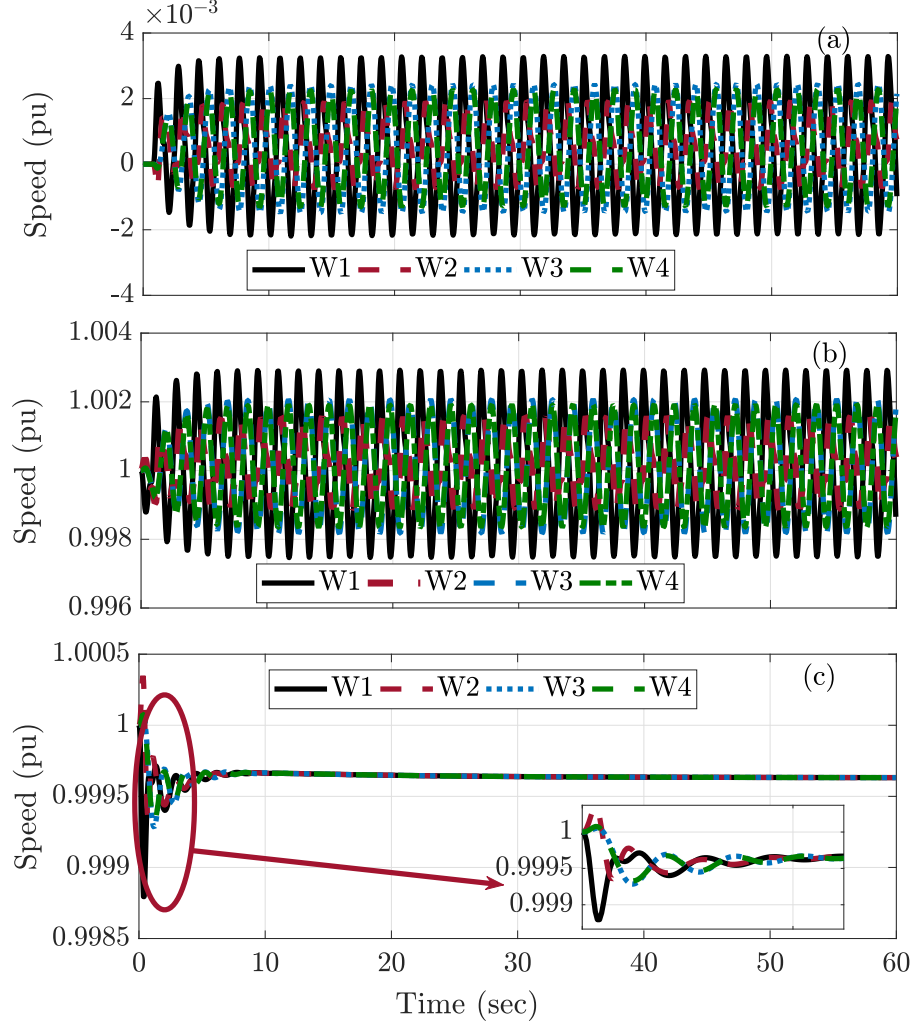 ×10⁻³
(a)
4
2
0
-2
-4
Speed (pu)
W1 W2 W3 W4
1.004
(b)
1.002
1
0.998
0.996
Speed (pu)
W1 W2 W3 W4
1.0005
(c)
W1 W2 W3 W4
1
0.9995
0.999
0.9985
Speed (pu)
1
0.9995
0.999
0 10 20 30 40 50 60
Time (sec)